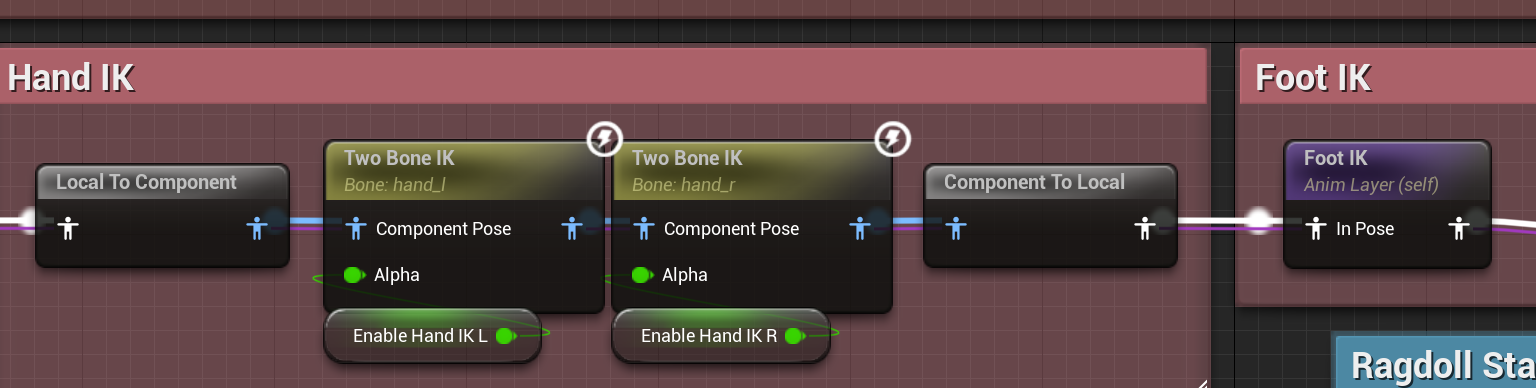 Hand IK
Foot IK
Local To Component
Two Bone IK
Bone: hand_l
Component Pose
Alpha
Enable Hand IK L
Two Bone IK
Bone: hand_r
Component Pose
Alpha
Enable Hand IK R
Component To Local
Foot IK
Anim Layer (self)
In Pose
Ragdoll Sta